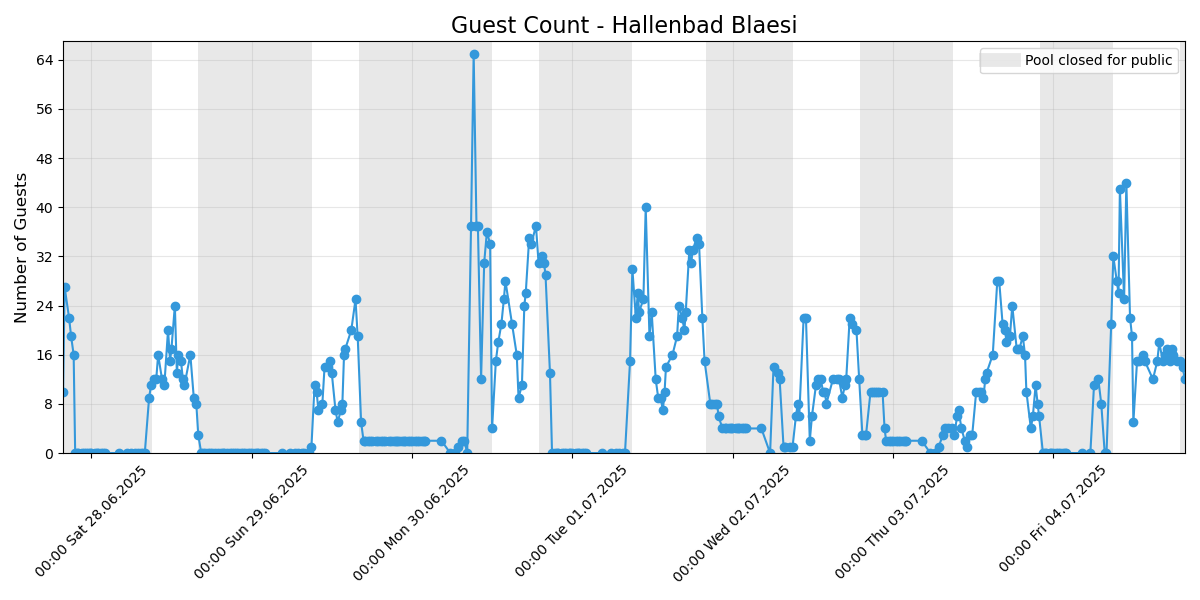 Guest Count - Hallenbad Blaesi
Pool closed for public
Number of Guests
64
56
48
40
32
24
16
8
0
00:00 Sat 28.06.2025
00:00 Sun 29.06.2025
00:00 Mon 30.06.2025
00:00 Tue 01.07.2025
00:00 Wed 02.07.2025
00:00 Thu 03.07.2025
00:00 Fri 04.07.2025